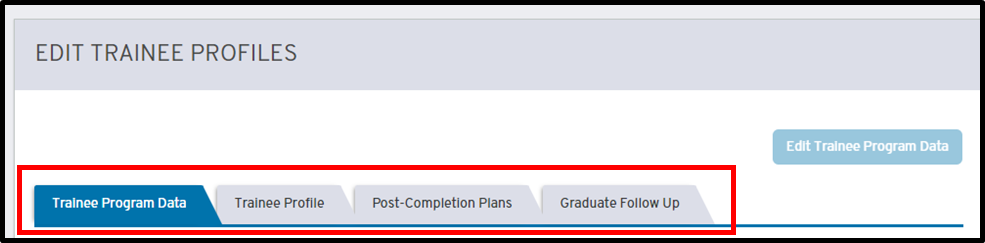 EDIT TRAINEE PROFILES
Edit Trainee Program Data
Trainee Program Data Trainee Profile Post-Completion Plans Graduate Follow Up